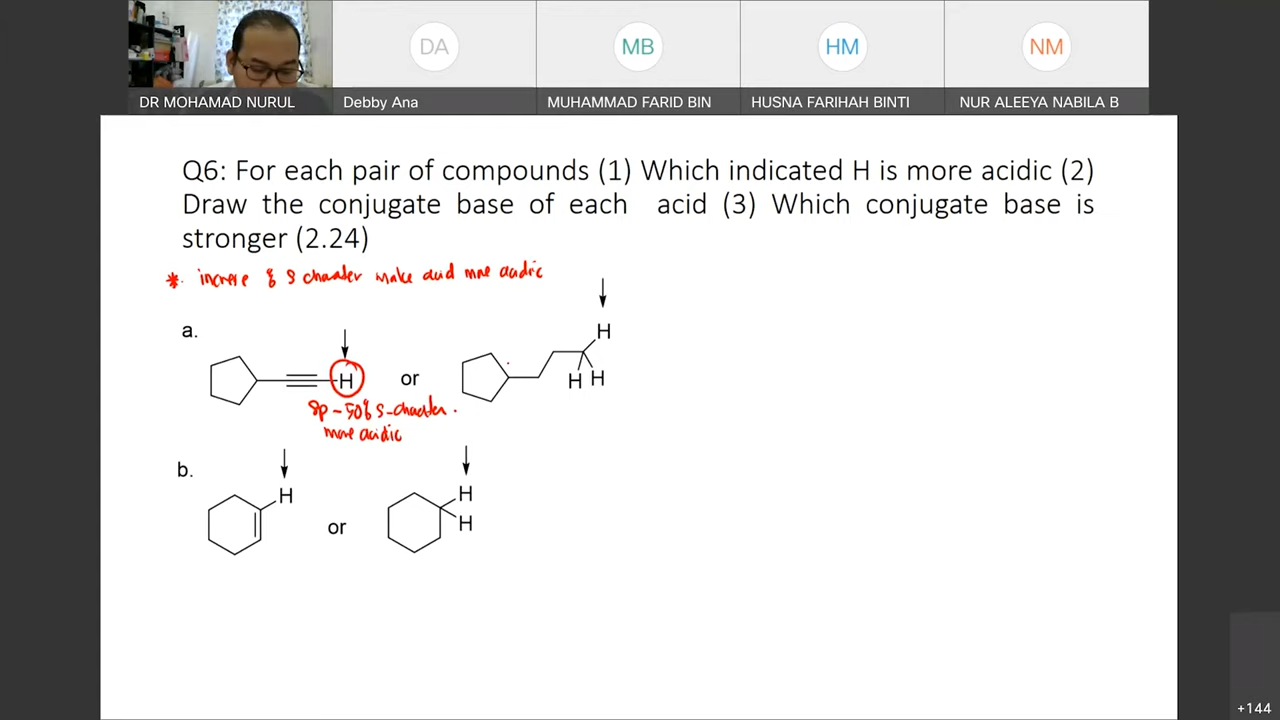 DA
MB
HM
NM
DR MOHAMAD NURUL
Debby Ana
MUHAMMAD FARID BIN
HUSNA FARIHAH BINTI
NUR ALEEYA NABILA B
Q6: For each pair of compounds (1) Which indicated H is more acidic (2)
Draw the conjugate base of each acid (3) Which conjugate base is
stronger (2.24)
* increase % s character make acid more acidic
H
a.
H
or
H H
sp - 50% s-character.
more acidic
b.
H
H
or
H
+144